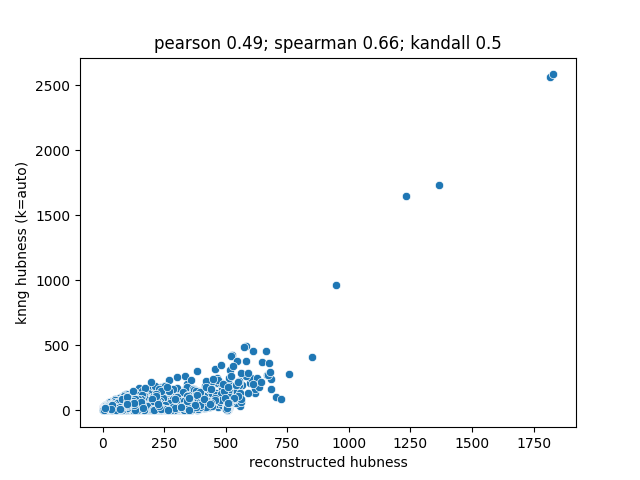 pearson 0.49; spearman 0.66; kandall 0.5
2500
2000
1500
1000
500
0
knng hubness (k=auto)
0 250 500 750 1000 1250 1500 1750
reconstructed hubness